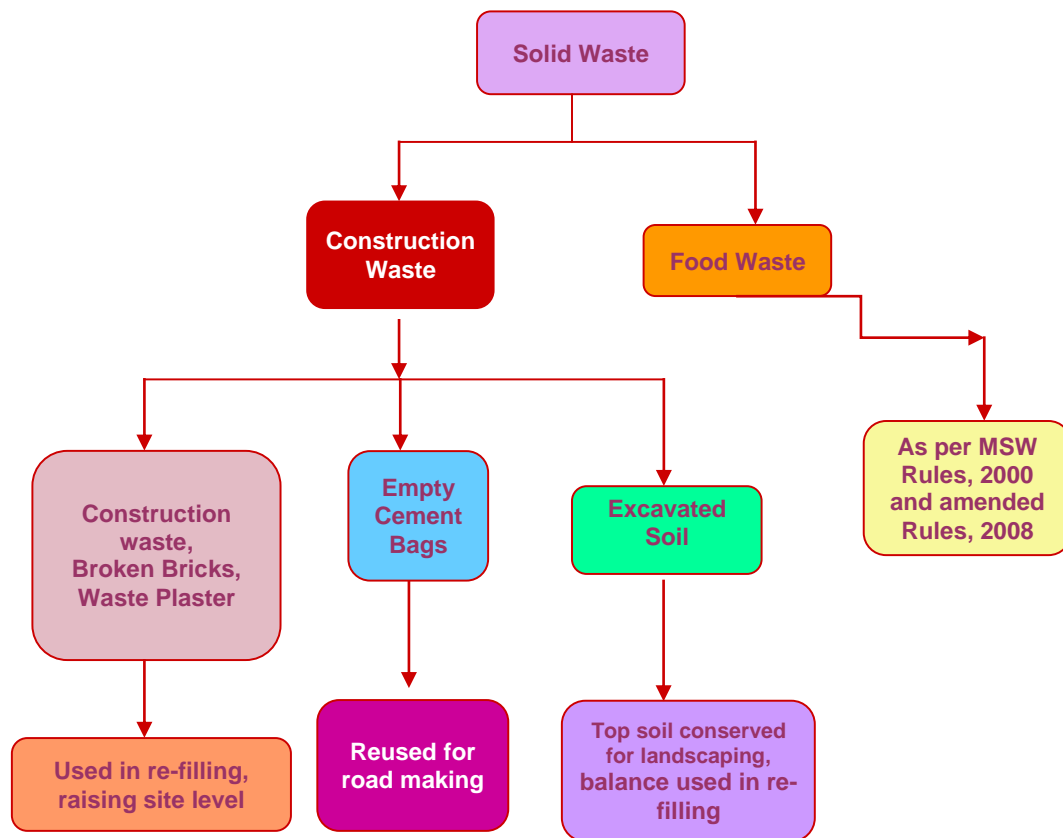 Solid Waste
Construction
Waste
Food Waste
Construction
waste,
Broken Bricks,
Waste Plaster
Empty
Cement
Bags
Excavated
Soil
As per MSW
Rules, 2000
and amended
Rules, 2008
Used in re-filling,
raising site level
Reused for
road making
Top soil conserved
for landscaping,
balance used in re-
filling